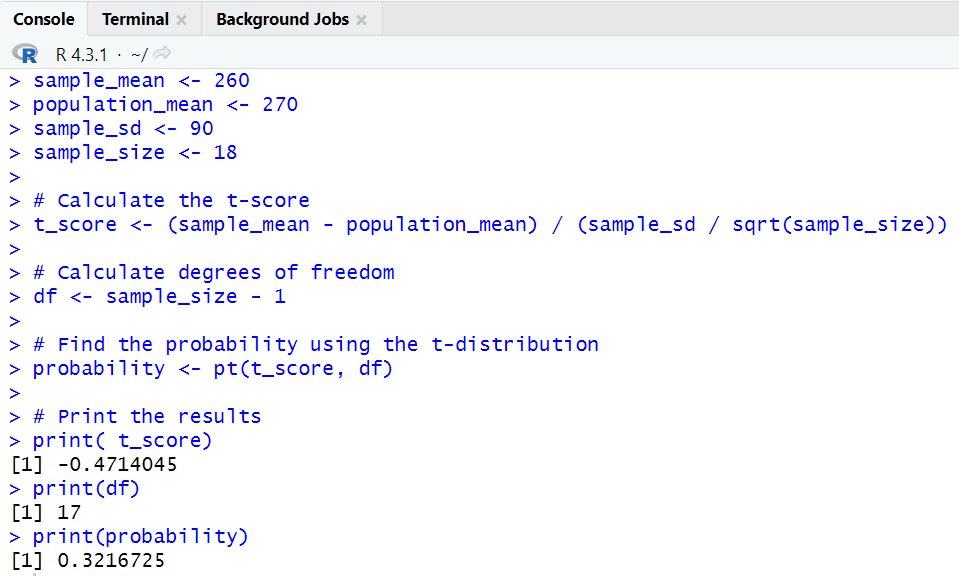 Console Terminal × Background Jobs ×
R R 4.3.1 · ~/
> sample_mean <- 260
> population_mean <- 270
> sample_sd <- 90
> sample_size <- 18
>
> # Calculate the t-score
> t_score <- (sample_mean - population_mean) / (sample_sd / sqrt(sample_size))
>
> # Calculate degrees of freedom
> df <- sample_size - 1
>
> # Find the probability using the t-distribution
> probability <- pt(t_score, df)
>
> # Print the results
> print( t_score)
[1] -0.4714045
> print(df)
[1] 17
> print(probability)
[1] 0.3216725